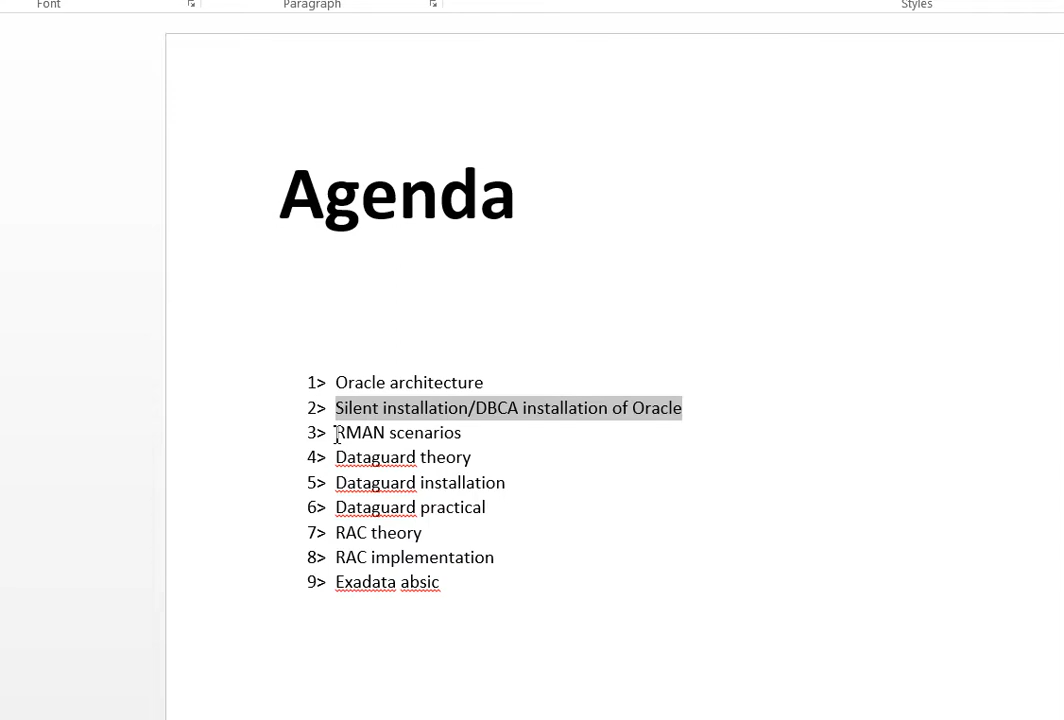 Font Paragraph Styles
Agenda
1> Oracle architecture
2> Silent installation/DBCA installation of Oracle
3> RMAN scenarios
4> Dataguard theory
5> Dataguard installation
6> Dataguard practical
7> RAC theory
8> RAC implementation
9> Exadata absic